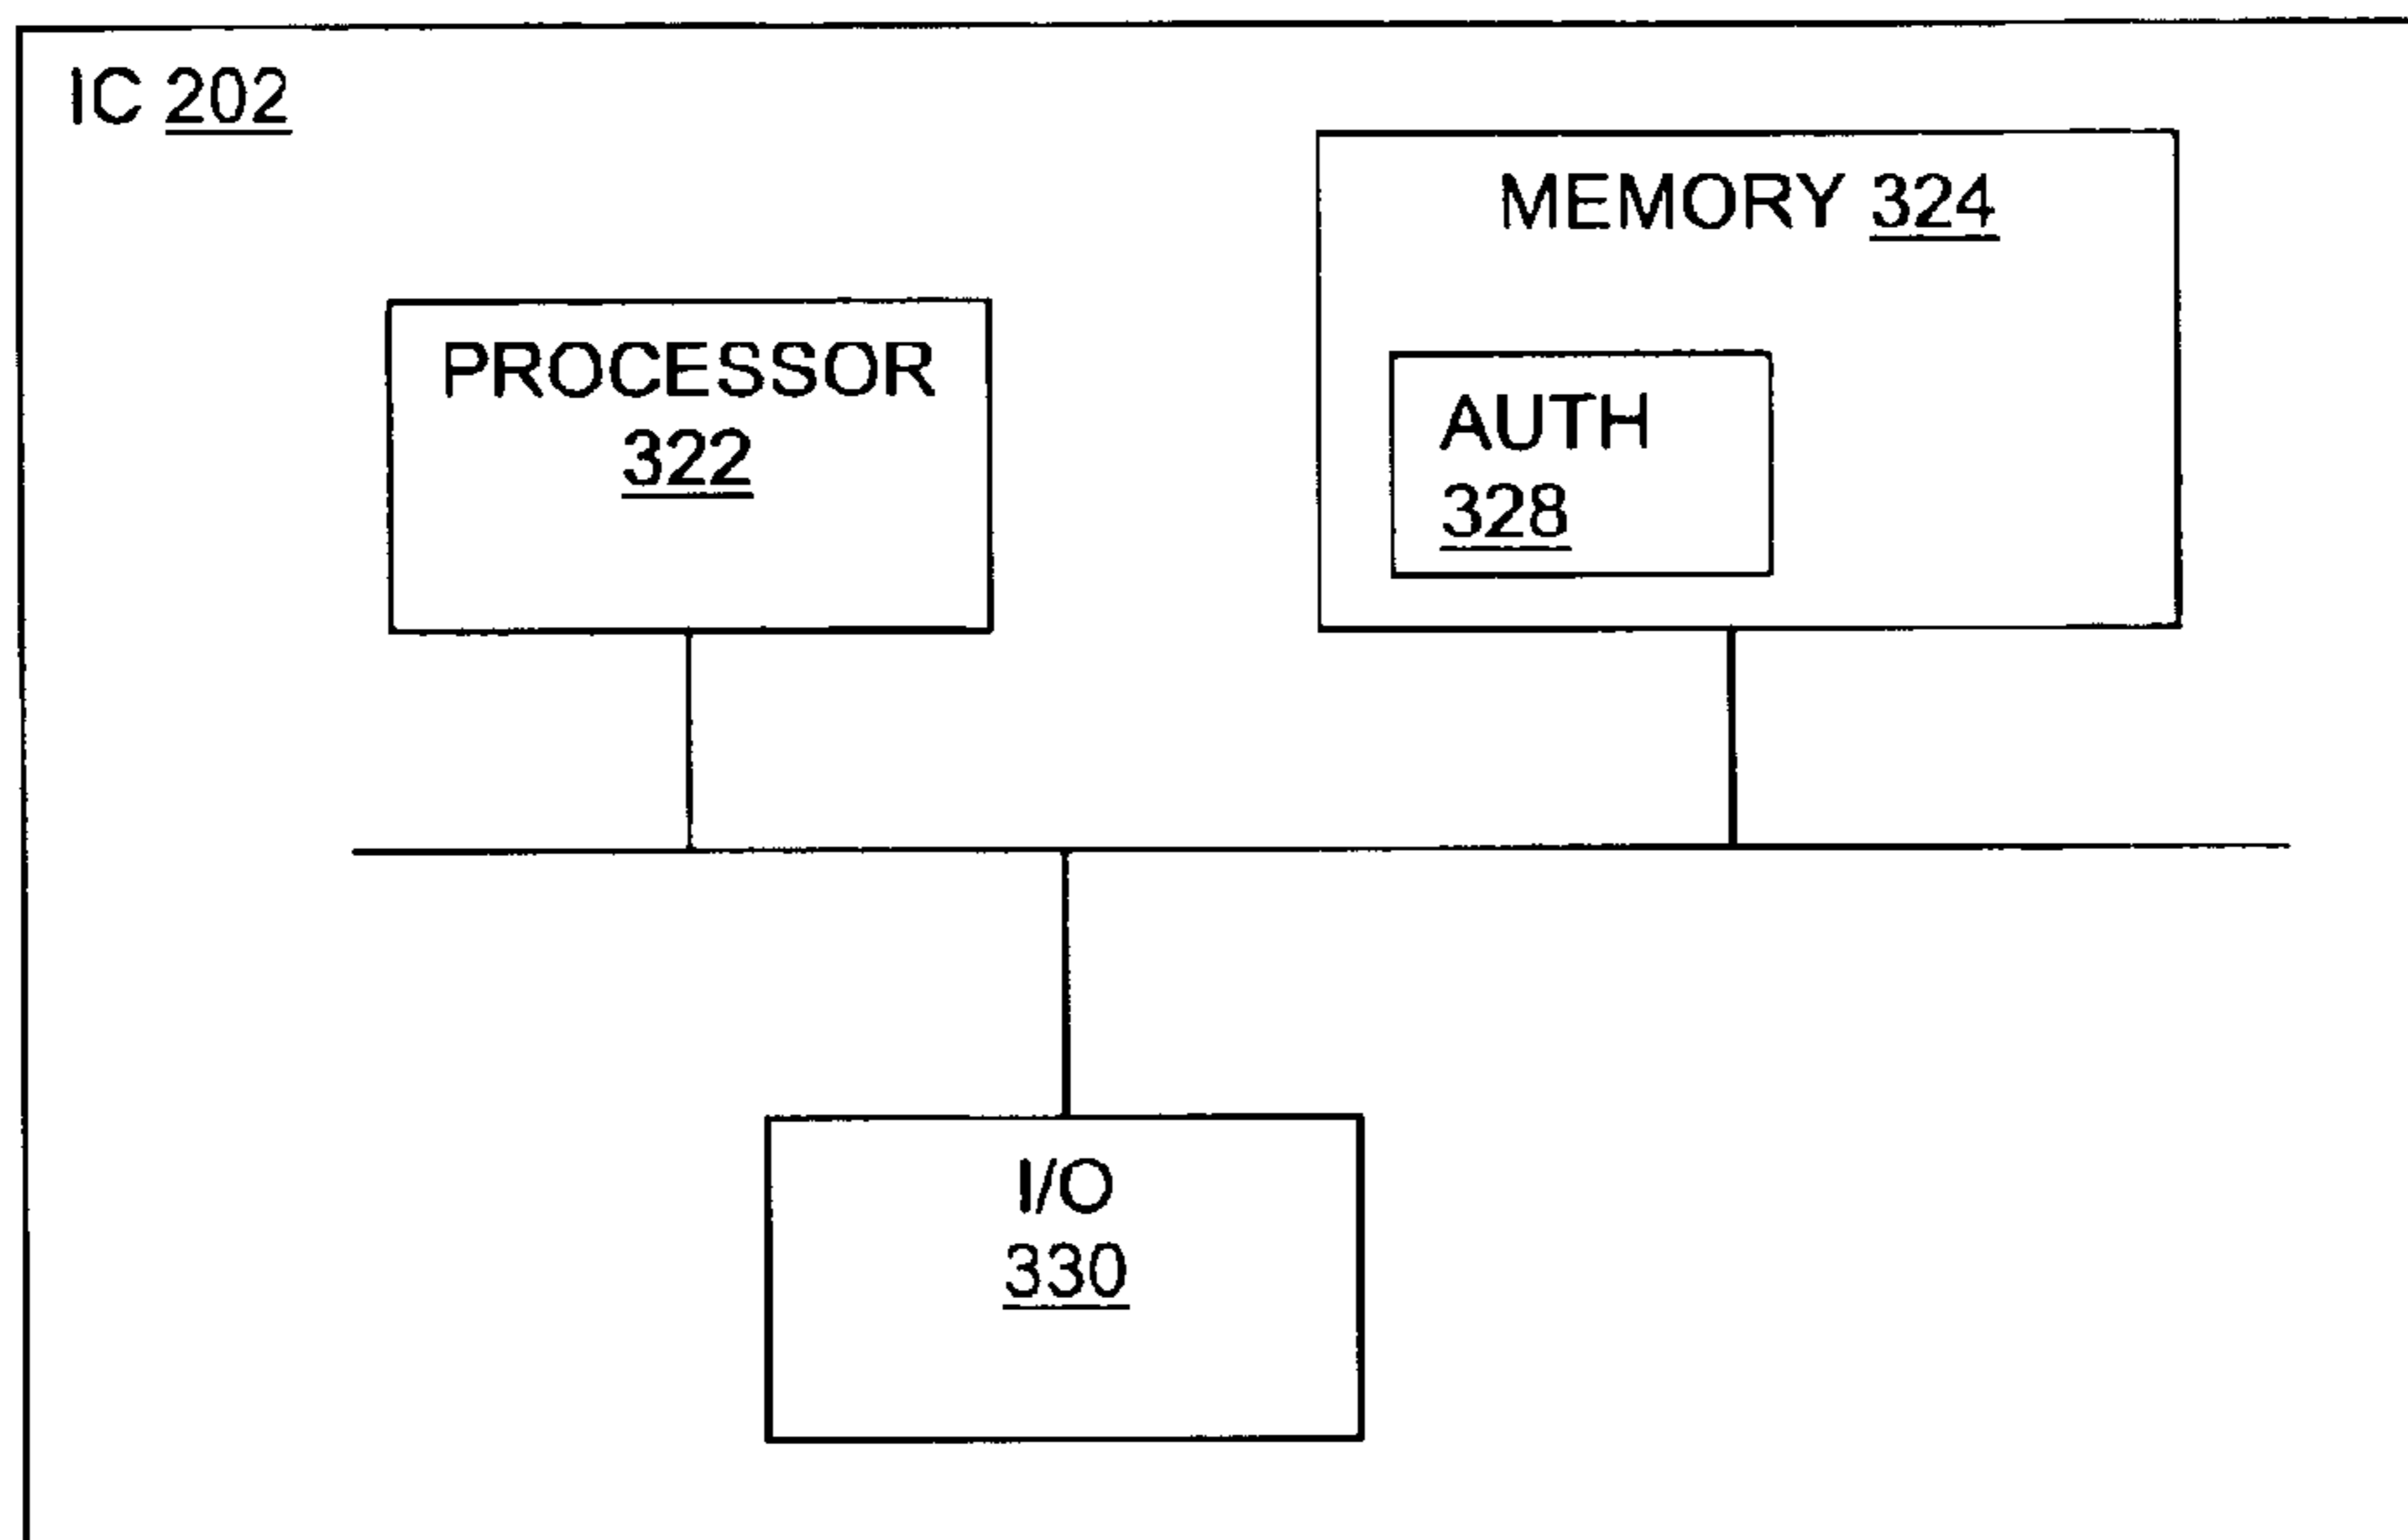 IC 202
MEMORY 324
PROCESSOR
322
AUTH
328
I/O
330